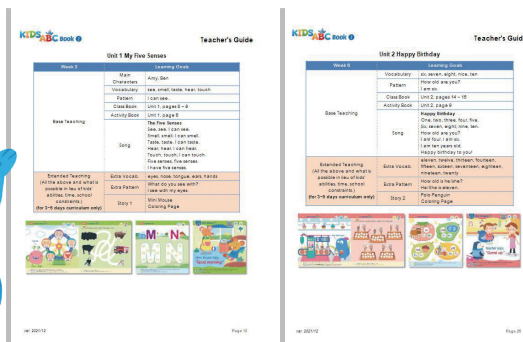 KIDS ABC Book 2
Teacher's Guide
Unit 1 My Five Senses
Week 3
Learning Goals
Base Teaching
Main Characters
Amy, Ben
Vocabulary
see, smell, taste, hear, touch
Pattern
I can see.
Class Book
Unit 1, pages 8 – 9
Activity Book
Unit 1, page 5
Song
The Five Senses
See, see, I can see.
Smell, smell, I can smell.
Taste, taste, I can taste.
Hear, hear, I can hear.
Touch, touch, I can touch.
Five senses, five senses,
I have five senses.
Extended Teaching
(All the above and what is
possible in lieu of kids'
abilities, time, school
constraints.)
(for 3~5 days curriculum only)
Extra Vocab.
eyes, nose, tongue, ears, hands
Extra Pattern
What do you see with?
I see with my eyes.
Story 1
Mini Mouse
Coloring Page
ver. 2021/12
KIDS ABC Book 2
Teacher's Guid
Unit 2 Happy Birthday
Week 6
Learning Goals
Base Teaching
Vocabulary
six, seven, eight, nine, ten
Pattern
How old are you?
I am six.
Class Book
Unit 2, pages 14 – 15
Activity Book
Unit 2, page 9
Song
Happy Birthday
One, two, three, four, five,
Six, seven, eight, nine, ten.
How old are you?
I am four, I am six.
I am ten years old.
Happy birthday to you!
Extended Teaching
(All the above and what is
possible in lieu of kids'
abilities, time, school
constraints.)
(for 3~5 days curriculum only)
Extra Vocab.
eleven, twelve, thirteen, fourteen,
fifteen, sixteen, seventeen, eighteen,
nineteen, twenty
Extra Pattern
How old is he/she?
He/She is eleven.
Story 2
Polo Penguin
Coloring Page
ver. 2021/12